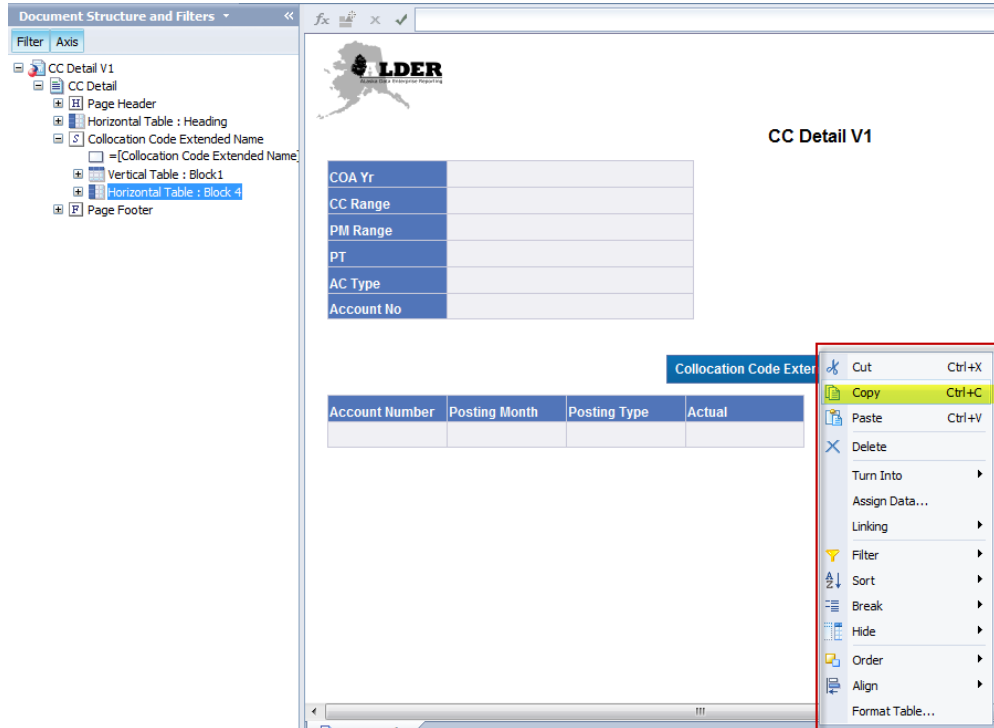 Document Structure and Filters
Filter Axis
CC Detail V1
CC Detail
Page Header
Horizontal Table : Heading
Collocation Code Extended Name
=[Collocation Code Extended Name]
Vertical Table : Block1
Horizontal Table : Block 4
Page Footer
fx
ALDER
Alaska Data Enterprise Reporting
CC Detail V1
COA Yr
CC Range
PM Range
PT
AC Type
Account No
Collocation Code Exter
Account Number Posting Month Posting Type Actual
Cut Ctrl+X
Copy Ctrl+C
Paste Ctrl+V
Delete
Turn Into
Assign Data...
Linking
Filter
Sort
Break
Hide
Order
Align
Format Table...